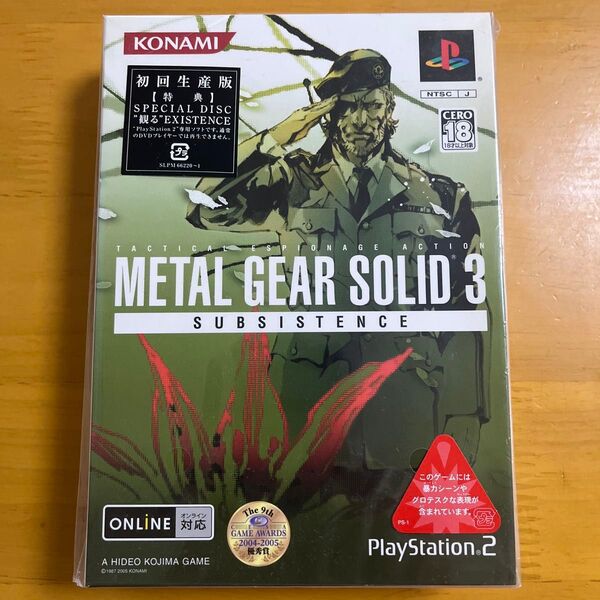 KONAMI
初回生産版
【特典】
SPECIAL DISC
"観る"EXISTENCE
"PlayStation 2"専用ソフトです。通常
のDVDプレイヤーでは再生できません。
SLPM 66220~1
NTSC J
CERO
18
18才以上対象
TACTICAL ESPIONAGE ACTION
METAL GEAR SOLID 3
SUBSISTENCE
このゲームには
暴力シーンや
グロテスクな表現が
含まれています。
PS-1
ONLINE オンライン対応
The 9th
CESA
GAME AWARDS
2004-2005
優秀賞
PlayStation 2
A HIDEO KOJIMA GAME
©1987 2005 KONAMI